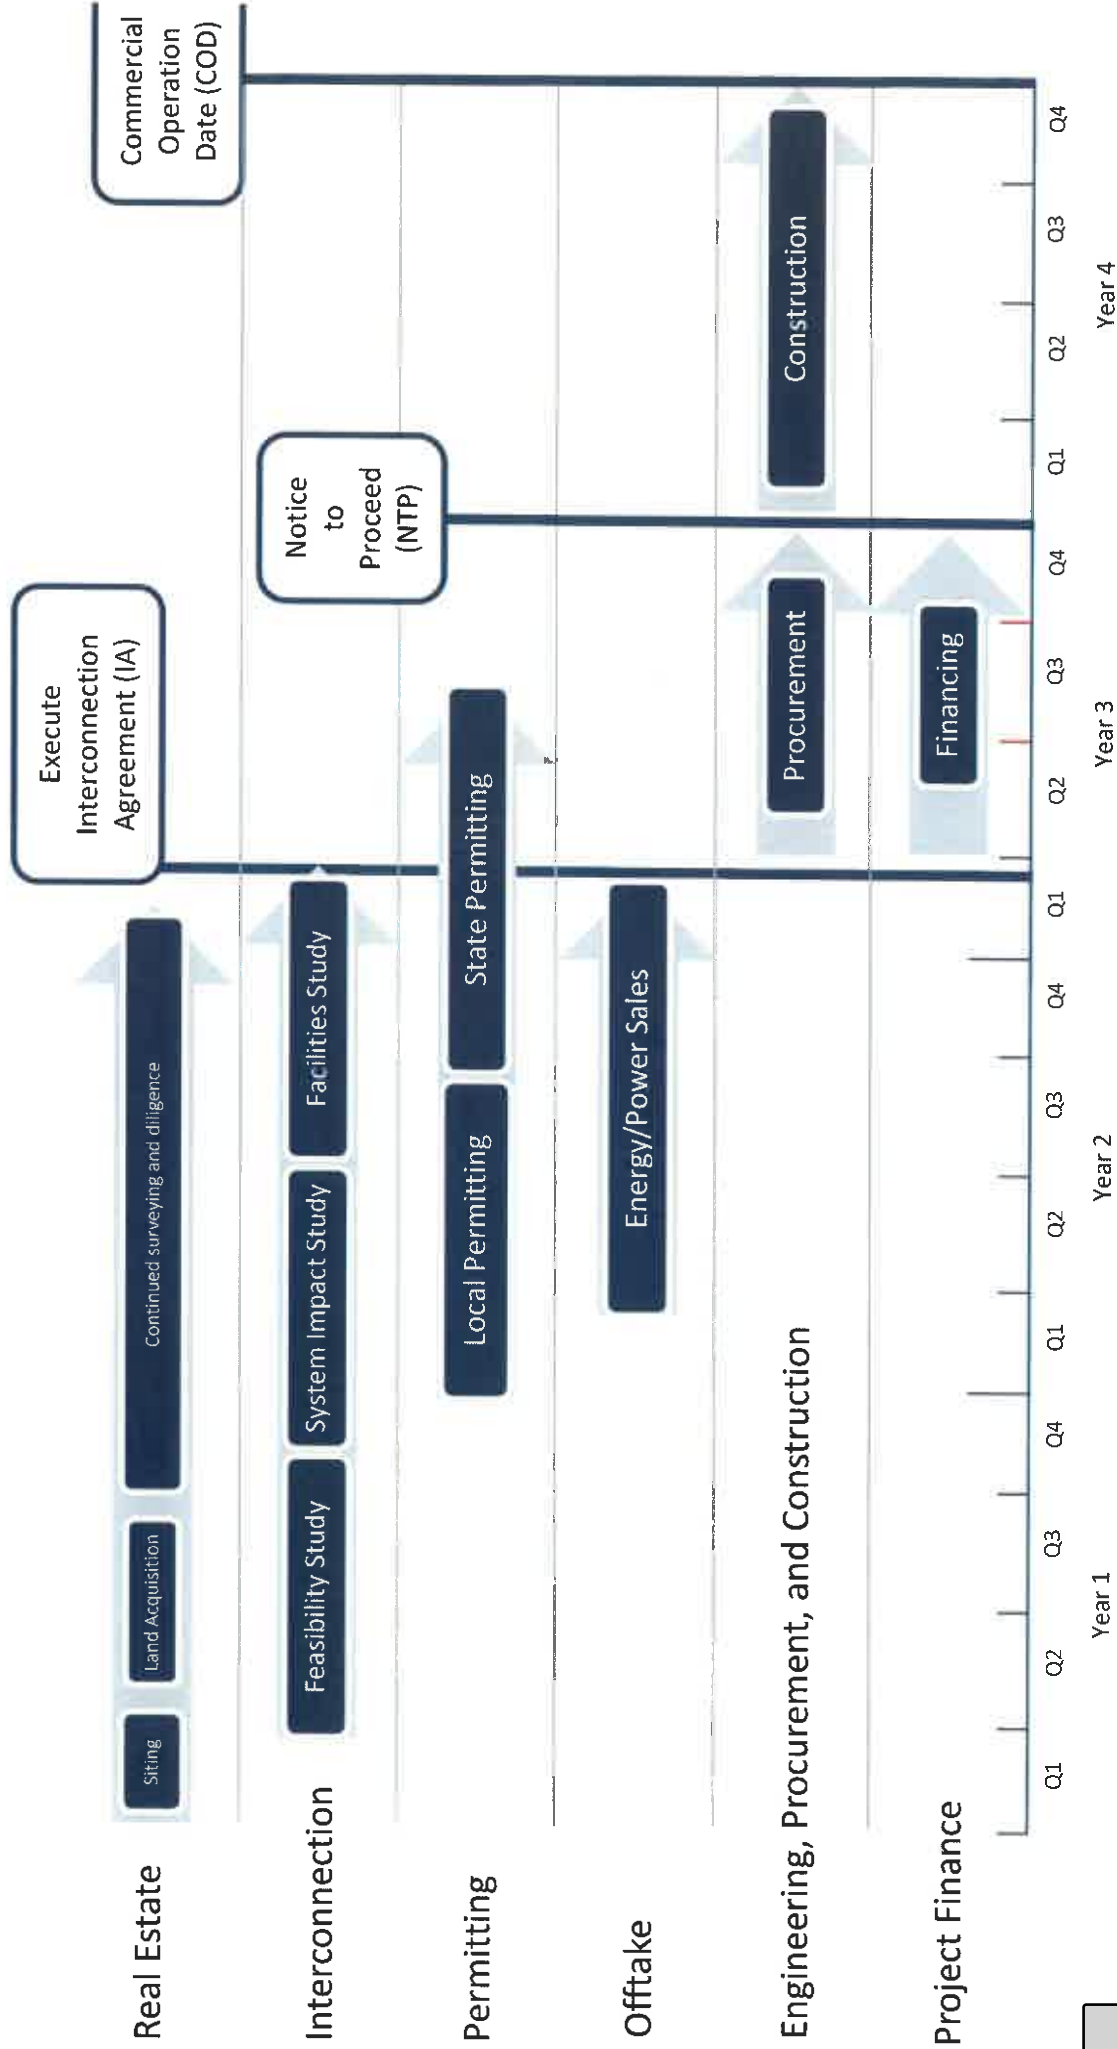 Execute
Interconnection
Agreement (IA)
Commercial
Operation
Date (COD)
Notice
to
Proceed
(NTP)
Real Estate
Siting
Land Acquisition
Continued surveying and diligence
Interconnection
Feasibility Study
System Impact Study
Facilities Study
Permitting
Local Permitting
State Permitting
Offtake
Energy/Power Sales
Engineering, Procurement, and Construction
Procurement
Construction
Project Finance
Financing
Q1 Q2 Q3 Q4 Q1 Q2 Q3 Q4 Q1 Q2 Q3 Q4 Q1 Q2 Q3 Q4
Year 1 Year 2 Year 3 Year 4